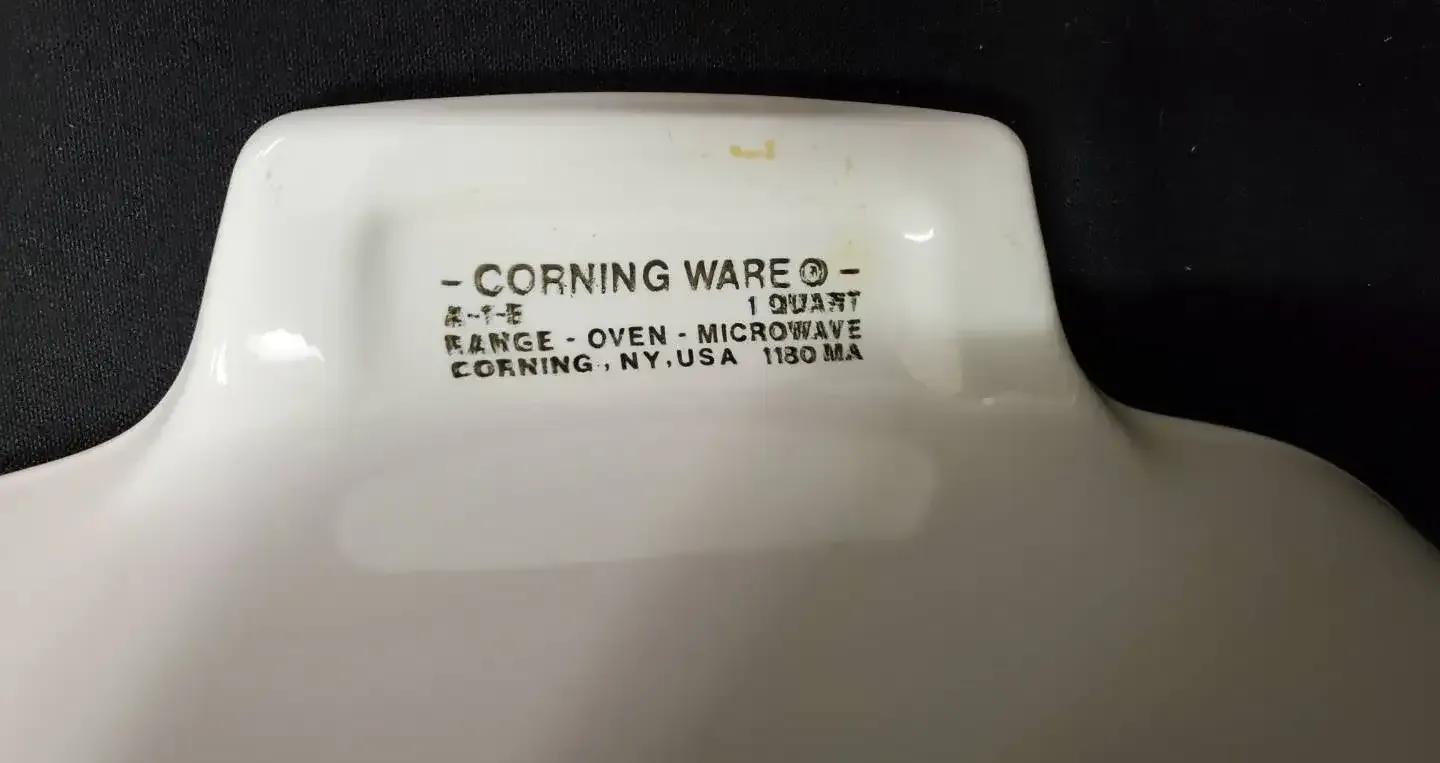 - CORNING WARE ® -
A-1-B 1 QUART
RANGE - OVEN - MICROWAVE
CORNING, NY, USA 1180 MA